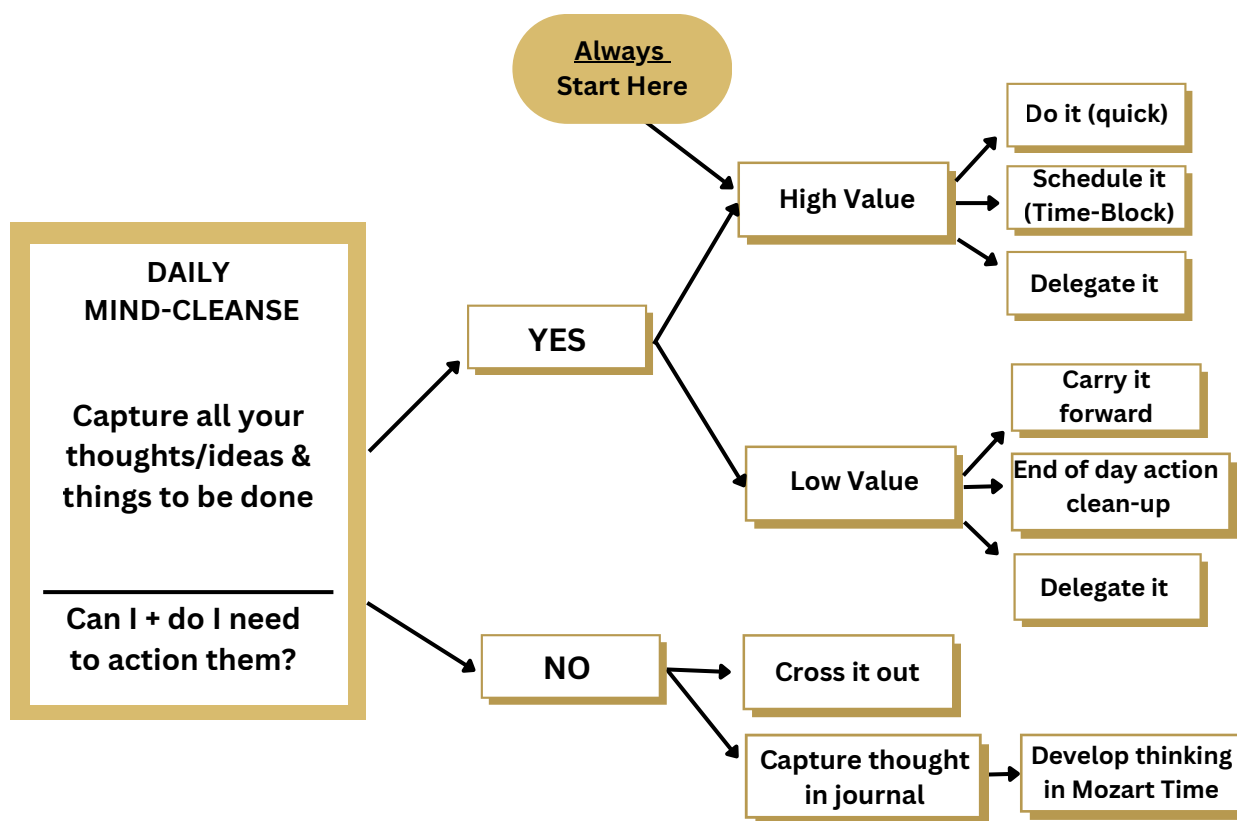 Always
Start Here
DAILY
MIND-CLEANSE
Capture all your
thoughts/ideas &
things to be done
Can I + do I need
to action them?
YES
High Value
Do it (quick)
Schedule it
(Time-Block)
Delegate it
Low Value
Carry it
forward
End of day action
clean-up
Delegate it
NO
Cross it out
Capture thought
in journal
Develop thinking
in Mozart Time